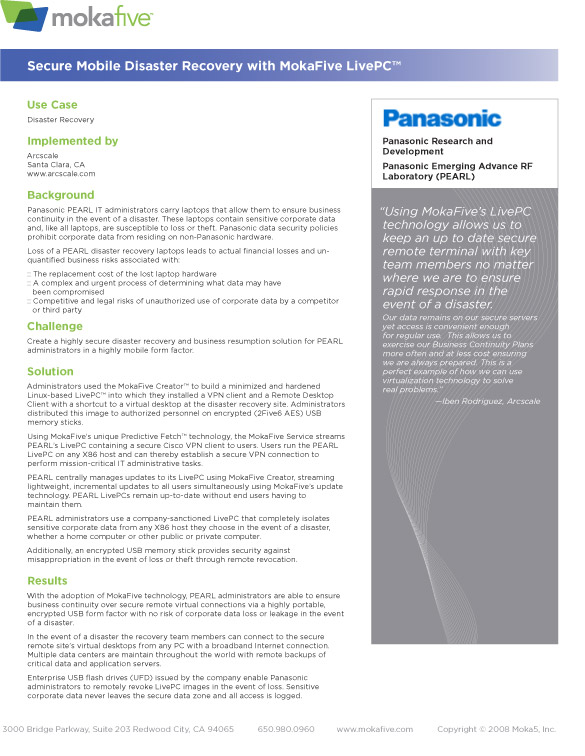 mokafive™
Secure Mobile Disaster Recovery with MokaFive LivePC™
Use Case
Disaster Recovery
Implemented by
Arcscale
Santa Clara, CA
www.arcscale.com
Background
Panasonic PEARL IT administrators carry laptops that allow them to ensure business
continuity in the event of a disaster. These laptops contain sensitive corporate data
and, like all laptops, are susceptible to loss or theft. Panasonic data security policies
prohibit corporate data from residing on non-Panasonic hardware.
Loss of a PEARL disaster recovery laptops leads to actual financial losses and un-
quantified business risks associated with:
:: The replacement cost of the lost laptop hardware
:: A complex and urgent process of determining what data may have
been compromised
:: Competitive and legal risks of unauthorized use of corporate data by a competitor
or third party
Challenge
Create a highly secure disaster recovery and business resumption solution for PEARL
administrators in a highly mobile form factor.
Solution
Administrators used the MokaFive Creator™ to build a minimized and hardened
Linux-based LivePC™ into which they installed a VPN client and a Remote Desktop
Client with a shortcut to a virtual desktop at the disaster recovery site. Administrators
distributed this image to authorized personnel on encrypted (2Five6 AES) USB
memory sticks.
Using MokaFive's unique Predictive Fetch™ technology, the MokaFive Service streams
PEARL's LivePC containing a secure Cisco VPN client to users. Users run the PEARL
LivePC on any X86 host and can thereby establish a secure VPN connection to
perform mission-critical IT administrative tasks.
PEARL centrally manages updates to its LivePC using MokaFive Creator, streaming
lightweight, incremental updates to all users simultaneously using MokaFive's update
technology. PEARL LivePCs remain up-to-date without end users having to
maintain them.
PEARL administrators use a company-sanctioned LivePC that completely isolates
sensitive corporate data from any X86 host they choose in the event of a disaster,
whether a home computer or other public or private computer.
Additionally, an encrypted USB memory stick provides security against
misappropriation in the event of loss or theft through remote revocation.
Results
With the adoption of MokaFive technology, PEARL administrators are able to ensure
business continuity over secure remote virtual connections via a highly portable,
encrypted USB form factor with no risk of corporate data loss or leakage in the event
of a disaster.
In the event of a disaster the recovery team members can connect to the secure
remote site's virtual desktops from any PC with a broadband Internet connection.
Multiple data centers are maintain throughout the world with remote backups of
critical data and application servers.
Enterprise USB flash drives (UFD) issued by the company enable Panasonic
administrators to remotely revoke LivePC images in the event of loss. Sensitive
corporate data never leaves the secure data zone and all access is logged.
Panasonic
Panasonic Research and
Development
Panasonic Emerging Advance RF
Laboratory (PEARL)
"Using MokaFive's LivePC
technology allows us to
keep an up to date secure
remote terminal with key
team members no matter
where we are to ensure
rapid response in the
event of a disaster.
Our data remains on our secure servers
yet access is convenient enough
for regular use. This allows us to
exercise our Business Continuity Plans
more often and at less cost ensuring
we are always prepared. This is a
perfect example of how we can use
virtualization technology to solve
real problems."
—Iben Rodriguez, Arcscale
3000 Bridge Parkway, Suite 203 Redwood City, CA 94065 650.980.0960 www.mokafive.com Copyright © 2008 Moka5, Inc.